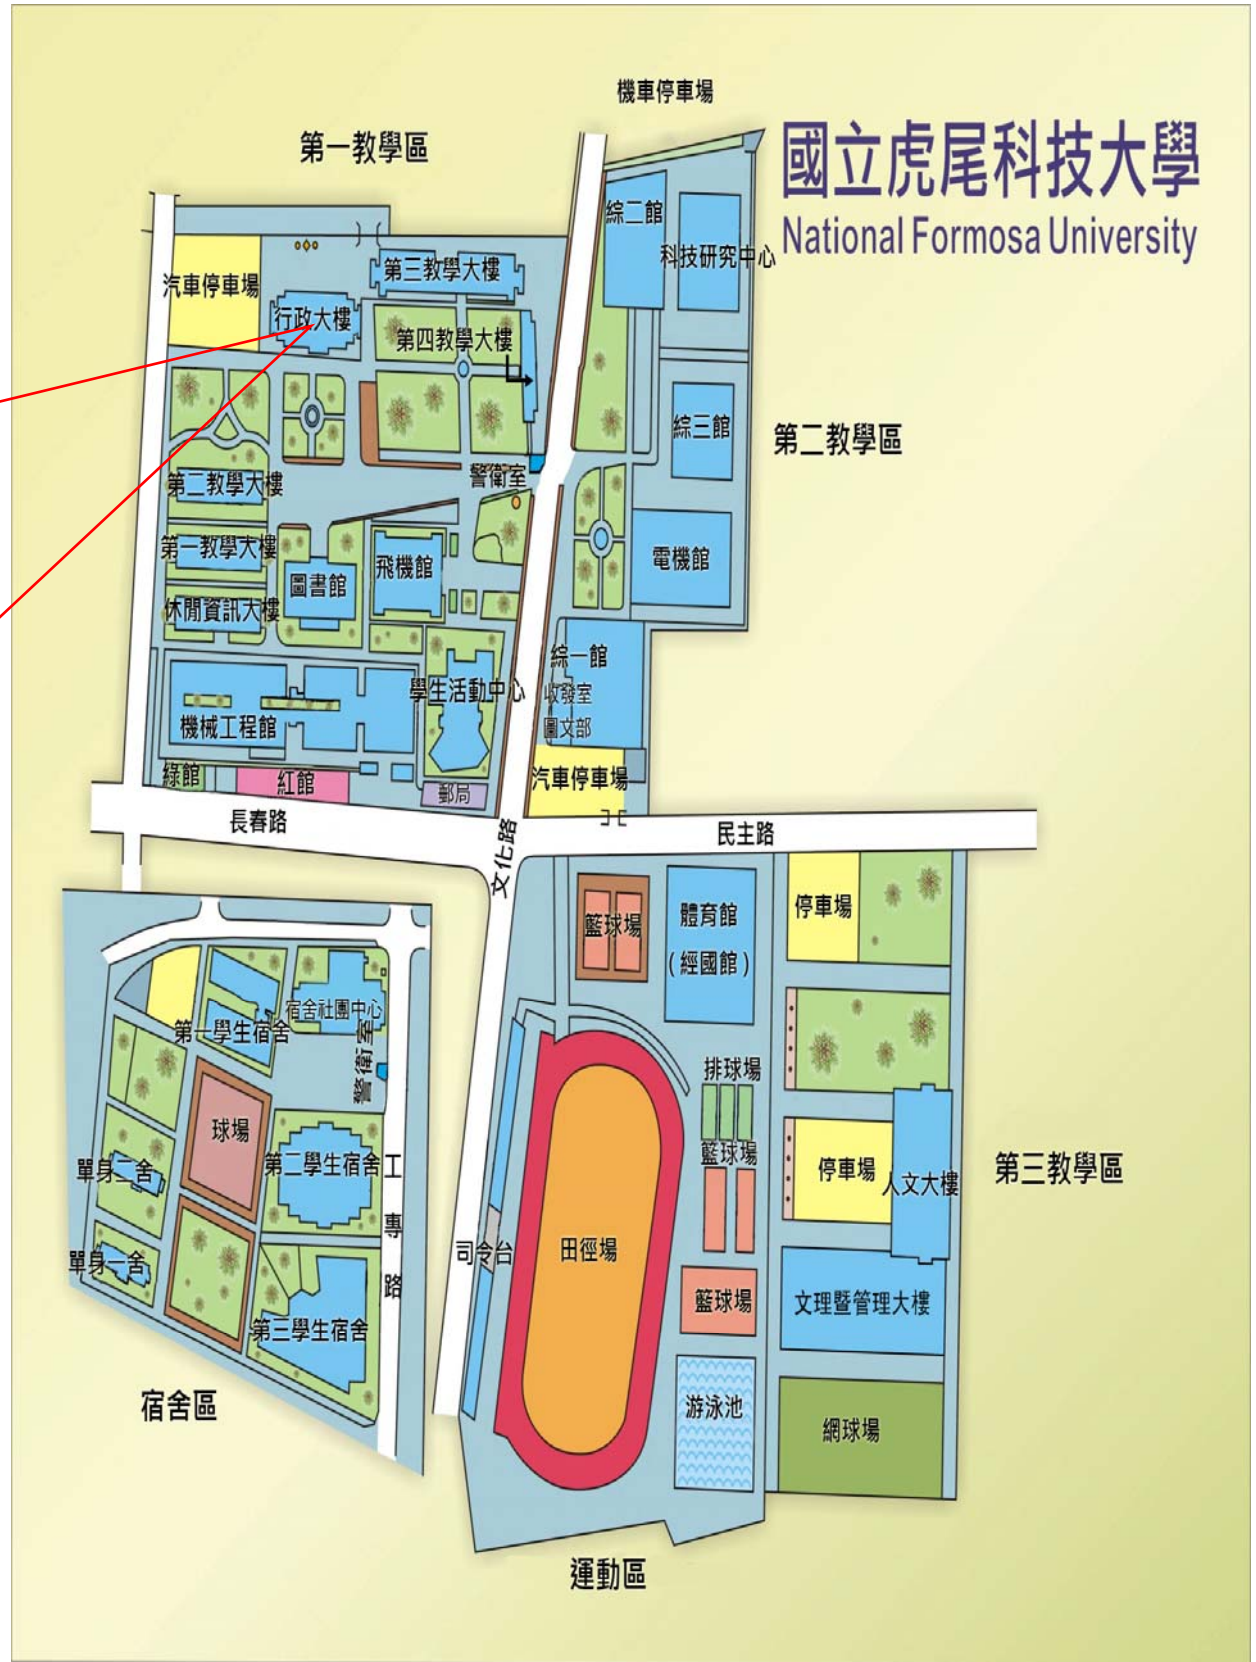 機車停車場
第一教學區
國立虎尾科技大學
National Formosa University
綜二館
科技研究中心
第三教學大樓
汽車停車場
行政大樓
第四教學大樓
綜三館
第二教學區
警衛室
第二教學大樓
第一教學大樓
飛機館
電機館
圖書館
休閒資訊大樓
綜一館
學生活動中心
收發室
圖文部
機械工程館
綠館
紅館
郵局
汽車停車場
長春路
文化路
民主路
籃球場
體育館
(經國館)
停車場
宿舍社團中心
第一學生宿舍
警衛室
排球場
球場
籃球場
第二學生宿舍
單身二舍
工專路
停車場
人文大樓
第三教學區
單身一舍
司令台
田徑場
籃球場
文理暨管理大樓
第三學生宿舍
宿舍區
游泳池
網球場
運動區